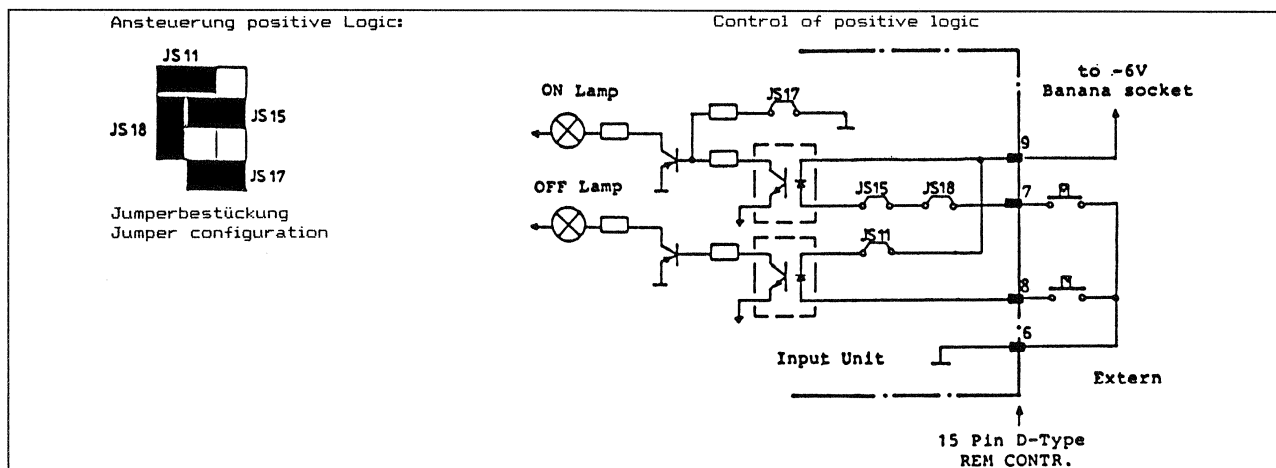 Ansteuerung positive Logic:
Control of positive logic
JS11
JS15
JS18
JS17
Jumperbestückung
Jumper configuration
ON Lamp
JS17
to -6V
Banana socket
9
OFF Lamp
JS15
JS18
7
JS11
8
6
Input Unit
Extern
15 Pin D-Type
REM CONTR.